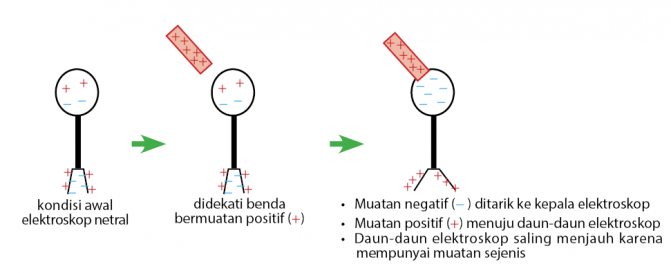 kondisi awal
elektroskop netral
didekati benda
bermuatan positif (+)
• Muatan negatif (−) ditarik ke kepala elektroskop
• Muatan positif (+) menuju daun-daun elektroskop
• Daun-daun elektroskop saling menjauh karena
mempunyai muatan sejenis